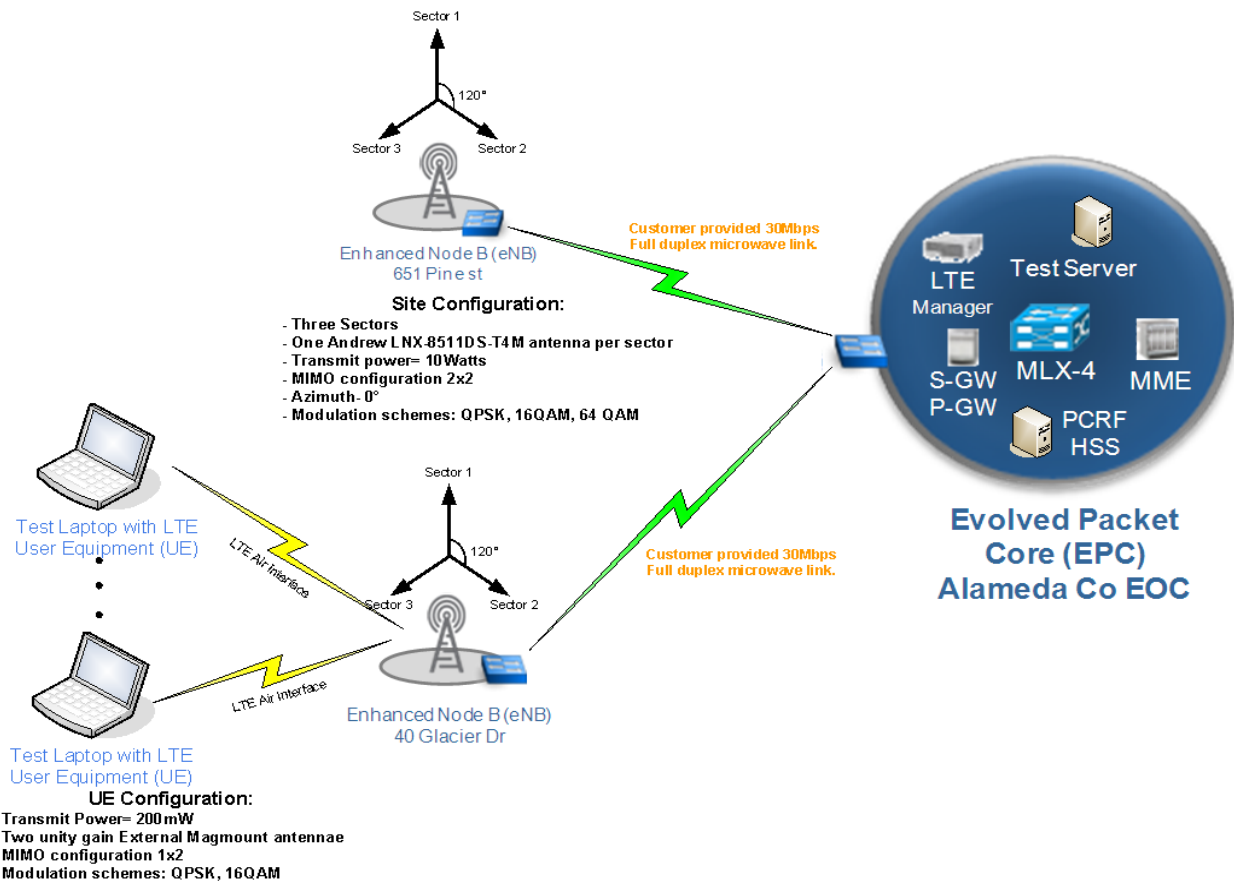 Sector 1
120°
Sector 3
Sector 2
Enhanced Node B (eNB)
651 Pine st
Site Configuration:
- Three Sectors
- One Andrew LNX-8511DS-T4M antenna per sector
- Transmit power= 10Watts
- MIMO configuration 2x2
- Azimuth- 0°
- Modulation schemes: QPSK, 16QAM, 64 QAM
Customer provided 30Mbps
Full duplex microwave link.
LTE
Manager
Test Server
S-GW
P-GW
MLX-4
MME
PCRF
HSS
Evolved Packet
Core (EPC)
Alameda Co EOC
Customer provided 30Mbps
Full duplex microwave link.
Sector 1
120°
Sector 3
Sector 2
Enhanced Node B (eNB)
40 Glacier Dr
LTE Air Interface
LTE Air Interface
Test Laptop with LTE
User Equipment (UE)
Test Laptop with LTE
User Equipment (UE)
UE Configuration:
Transmit Power= 200mW
Two unity gain External Magmount antennae
MIMO configuration 1x2
Modulation schemes: QPSK, 16QAM